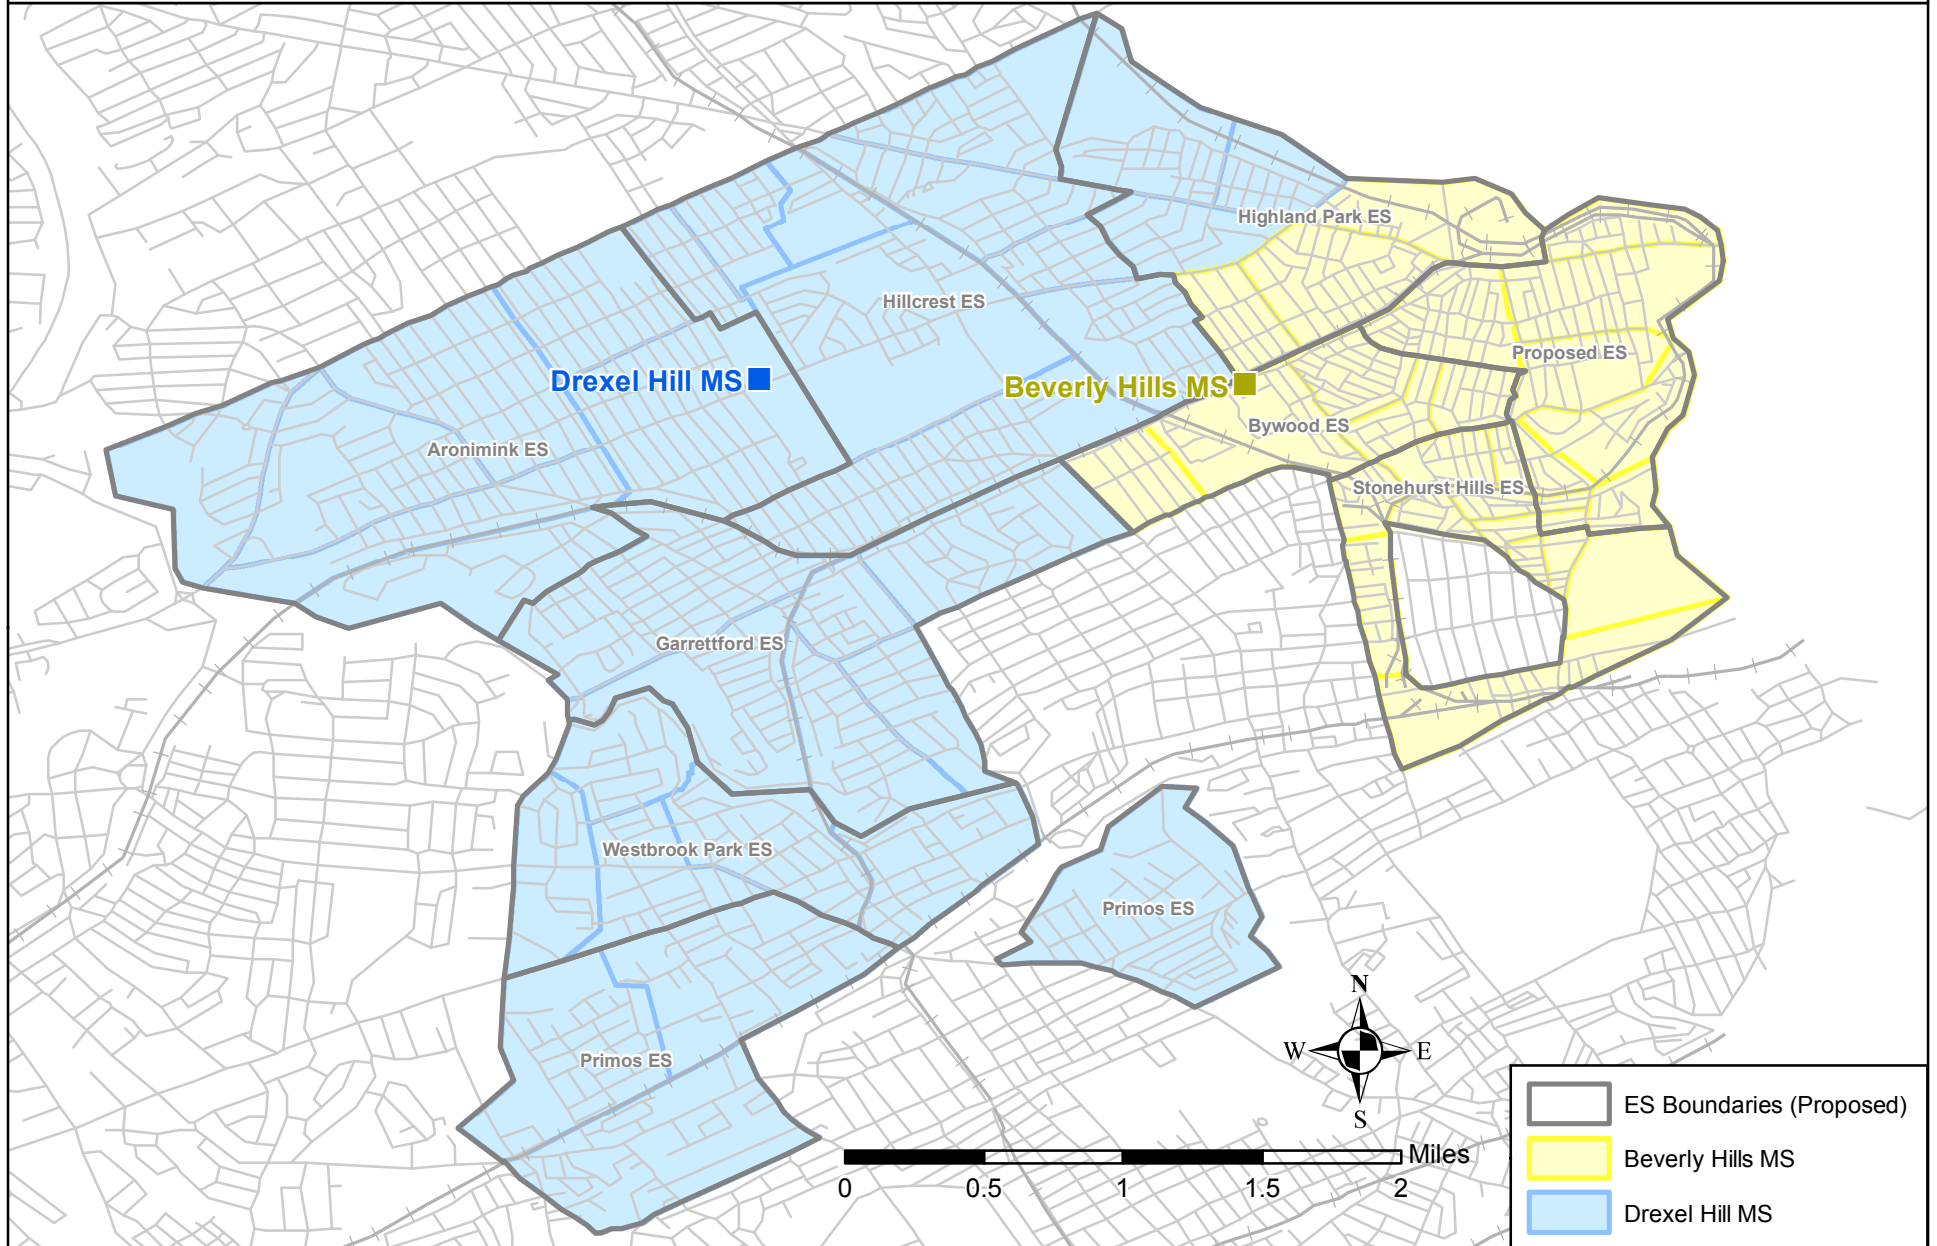 Highland Park ES
Hillcrest ES
Proposed ES
Drexel Hill MS
Beverly Hills MS
Bywood ES
Aronimink ES
Stonehurst Hills ES
Garrettford ES
Westbrook Park ES
Primos ES
Primos ES
N
W
E
S
ES Boundaries (Proposed)
Beverly Hills MS
Drexel Hill MS
Miles
0
0.5
1
1.5
2